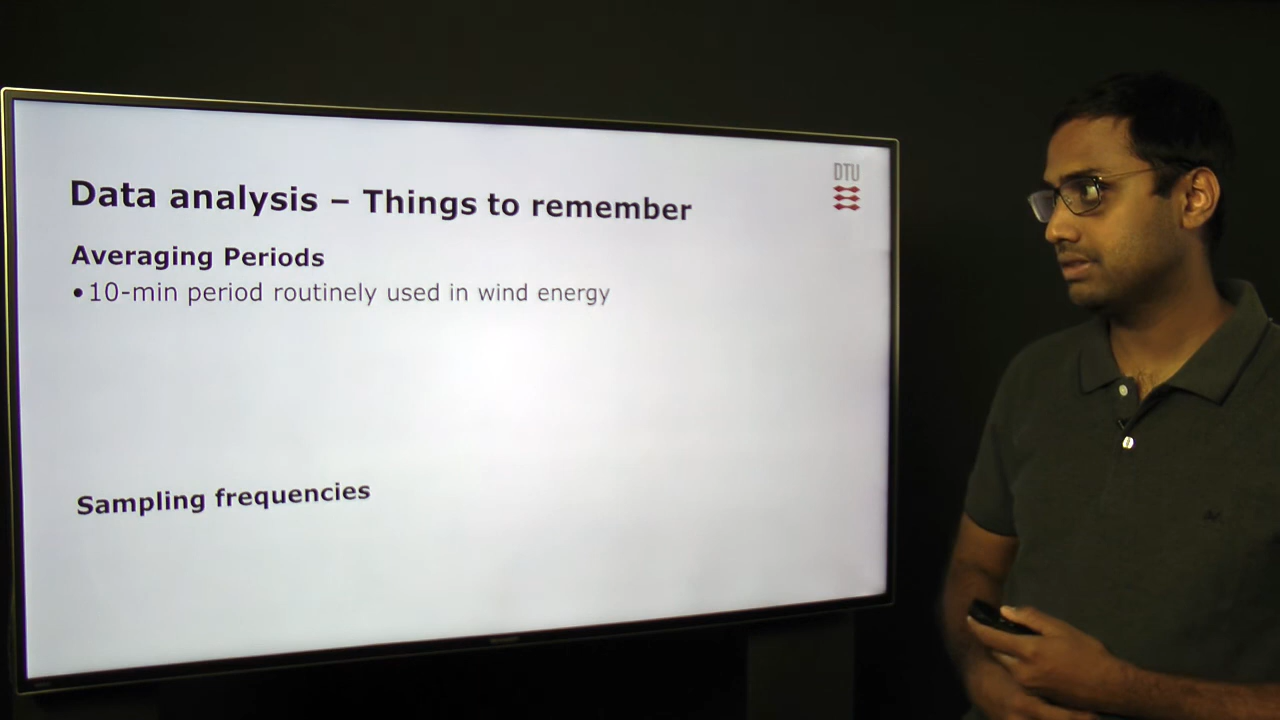 DTU
Data analysis – Things to remember
Averaging Periods
•10-min period routinely used in wind energy
Sampling frequencies